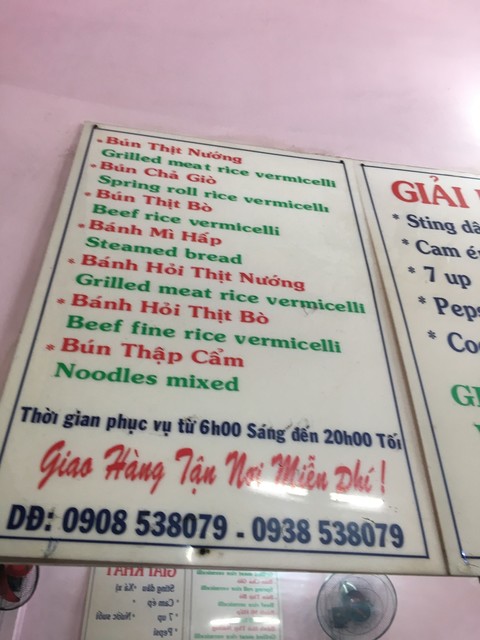 * Bún Thịt Nướng
Grilled meat rice vermicelli
* Bún Chả Giò
Spring roll rice vermicelli
* Bún Thịt Bò
Beef rice vermicelli
* Bánh Mì Hấp
Steamed bread
* Bánh Hỏi Thịt Nướng
Grilled meat rice vermicelli
* Bánh Hỏi Thịt Bò
Beef fine rice vermicelli
* Bún Thập Cẩm
Noodles mixed
Thời gian phục vụ từ 6h00 Sáng đến 20h00 Tối
Giao Hàng Tận Nơi Miễn Phí !
DĐ: 0908 538079 - 0938 538079
GIẢI
* Sting
* Cam
* 7 up
GIẢI KHÁT